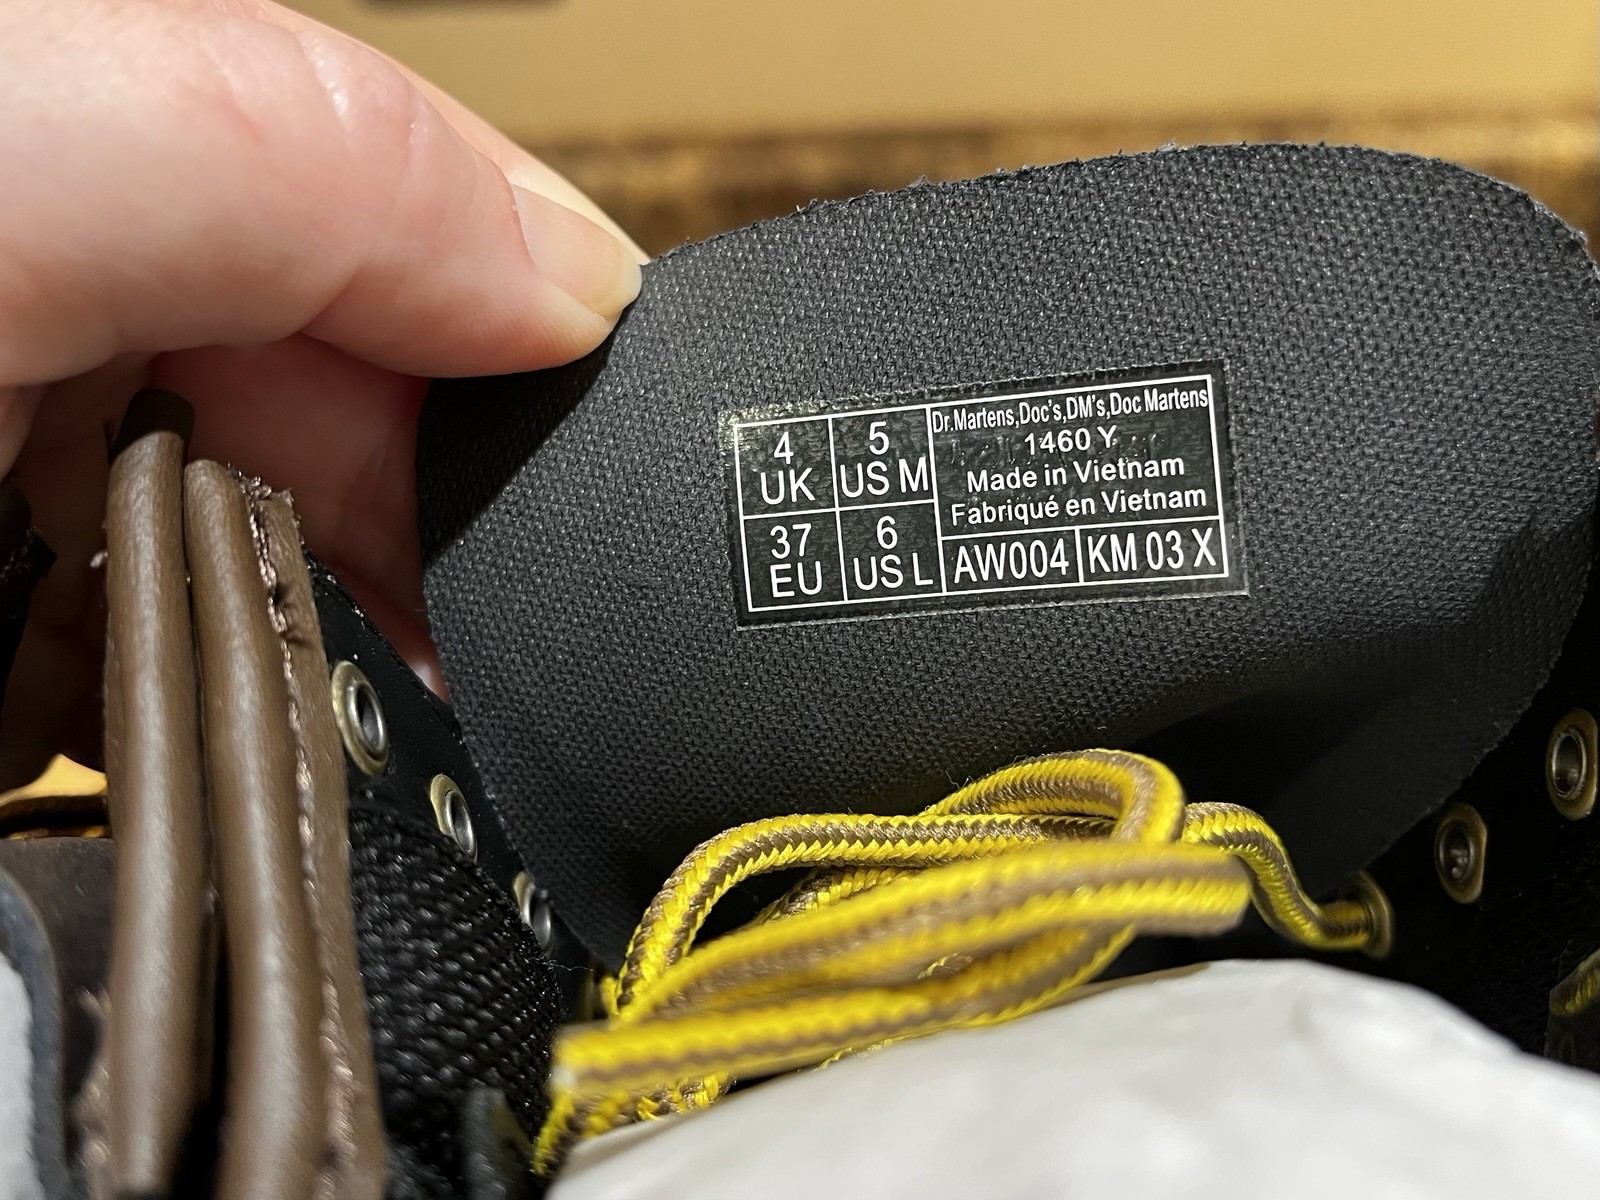 4
UK
5
US M
37
EU
6
US L
Dr.Martens,Doc's,DM's,Doc Martens
1460 Y
Made in Vietnam
Fabriqué en Vietnam
AW004
KM 03 X